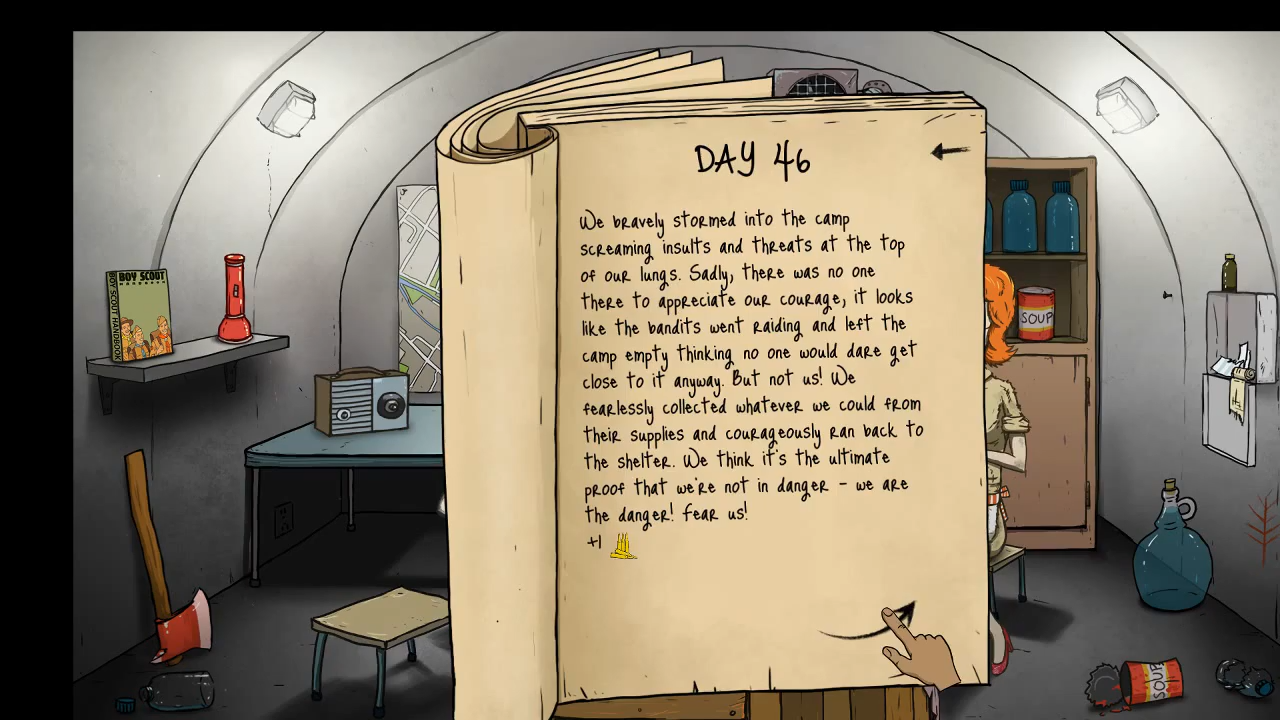 DAY 46
We bravely stormed into the camp
screaming insults and threats at the top
of our lungs. Sadly, there was no one
there to appreciate our courage, it looks
like the bandits went raiding and left the
camp empty thinking no one would dare get
close to it anyway. But not us! We
fearlessly collected whatever we could from
their supplies and courageously ran back to
the shelter. We think it's the ultimate
proof that we're not in danger - we are
the danger! Fear us!
+1
BOY SCOUT
HANDBOOK
BOY SCOUT HANDBOOK
SOUP
SOUP